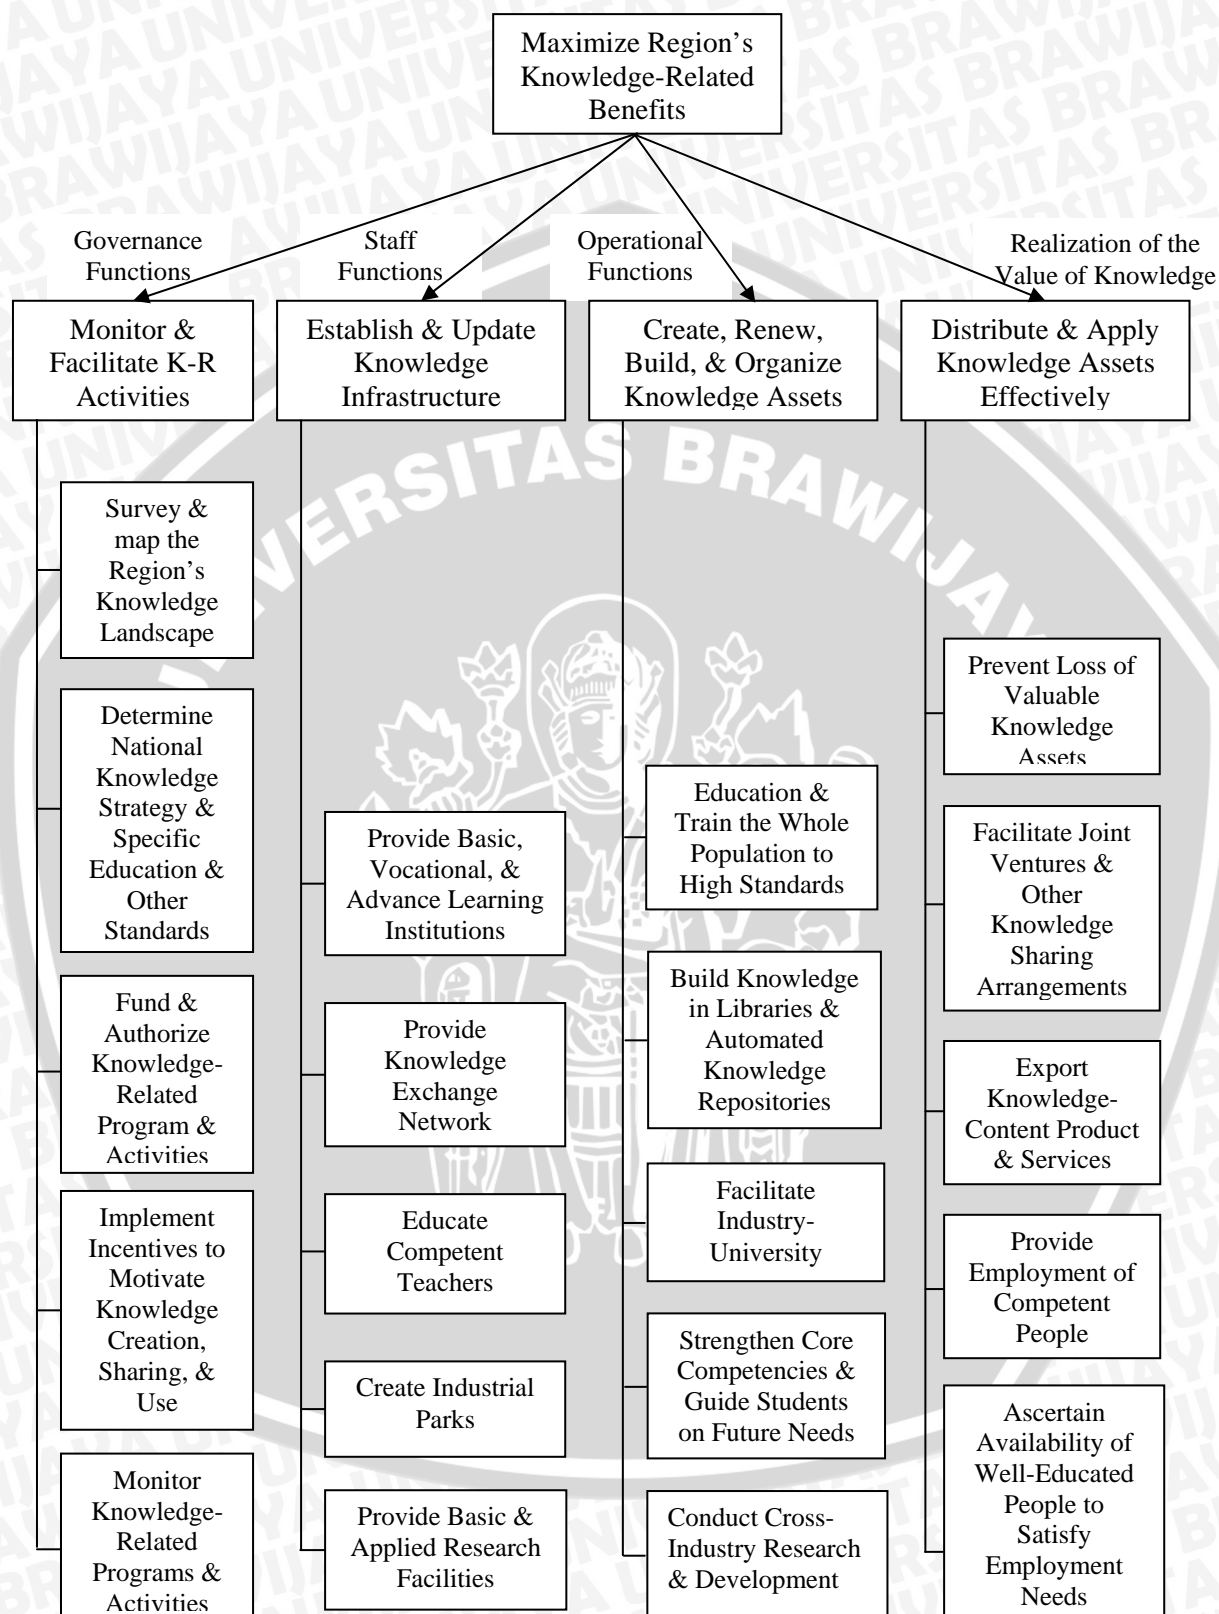 Maximize Region’s
Knowledge-Related
Benefits
Governance
Functions
Staff
Functions
Operational
Functions
Realization of the
Value of Knowledge
Monitor &
Facilitate K-R
Activities
Establish & Update
Knowledge
Infrastructure
Create, Renew,
Build, & Organize
Knowledge Assets
Distribute & Apply
Knowledge Assets
Effectively
Survey &
map the
Region’s
Knowledge
Landscape
Determine
National
Knowledge
Strategy &
Specific
Education &
Other
Standards
Fund &
Authorize
Knowledge-
Related
Program &
Activities
Implement
Incentives to
Motivate
Knowledge
Creation,
Sharing, &
Use
Monitor
Knowledge-
Related
Programs &
Activities
Provide Basic,
Vocational, &
Advance Learning
Institutions
Provide
Knowledge
Exchange
Network
Educate
Competent
Teachers
Create Industrial
Parks
Provide Basic &
Applied Research
Facilities
Education &
Train the Whole
Population to
High Standards
Build Knowledge
in Libraries &
Automated
Knowledge
Repositories
Facilitate
Industry-
University
Strengthen Core
Competencies &
Guide Students
on Future Needs
Conduct Cross-
Industry Research
& Development
Prevent Loss of
Valuable
Knowledge
Assets
Facilitate Joint
Ventures &
Other
Knowledge
Sharing
Arrangements
Export
Knowledge-
Content Product
& Services
Provide
Employment of
Competent
People
Ascertain
Availability of
Well-Educated
People to
Satisfy
Employment
Needs
UNIVERSITAS BRAWIJAYA